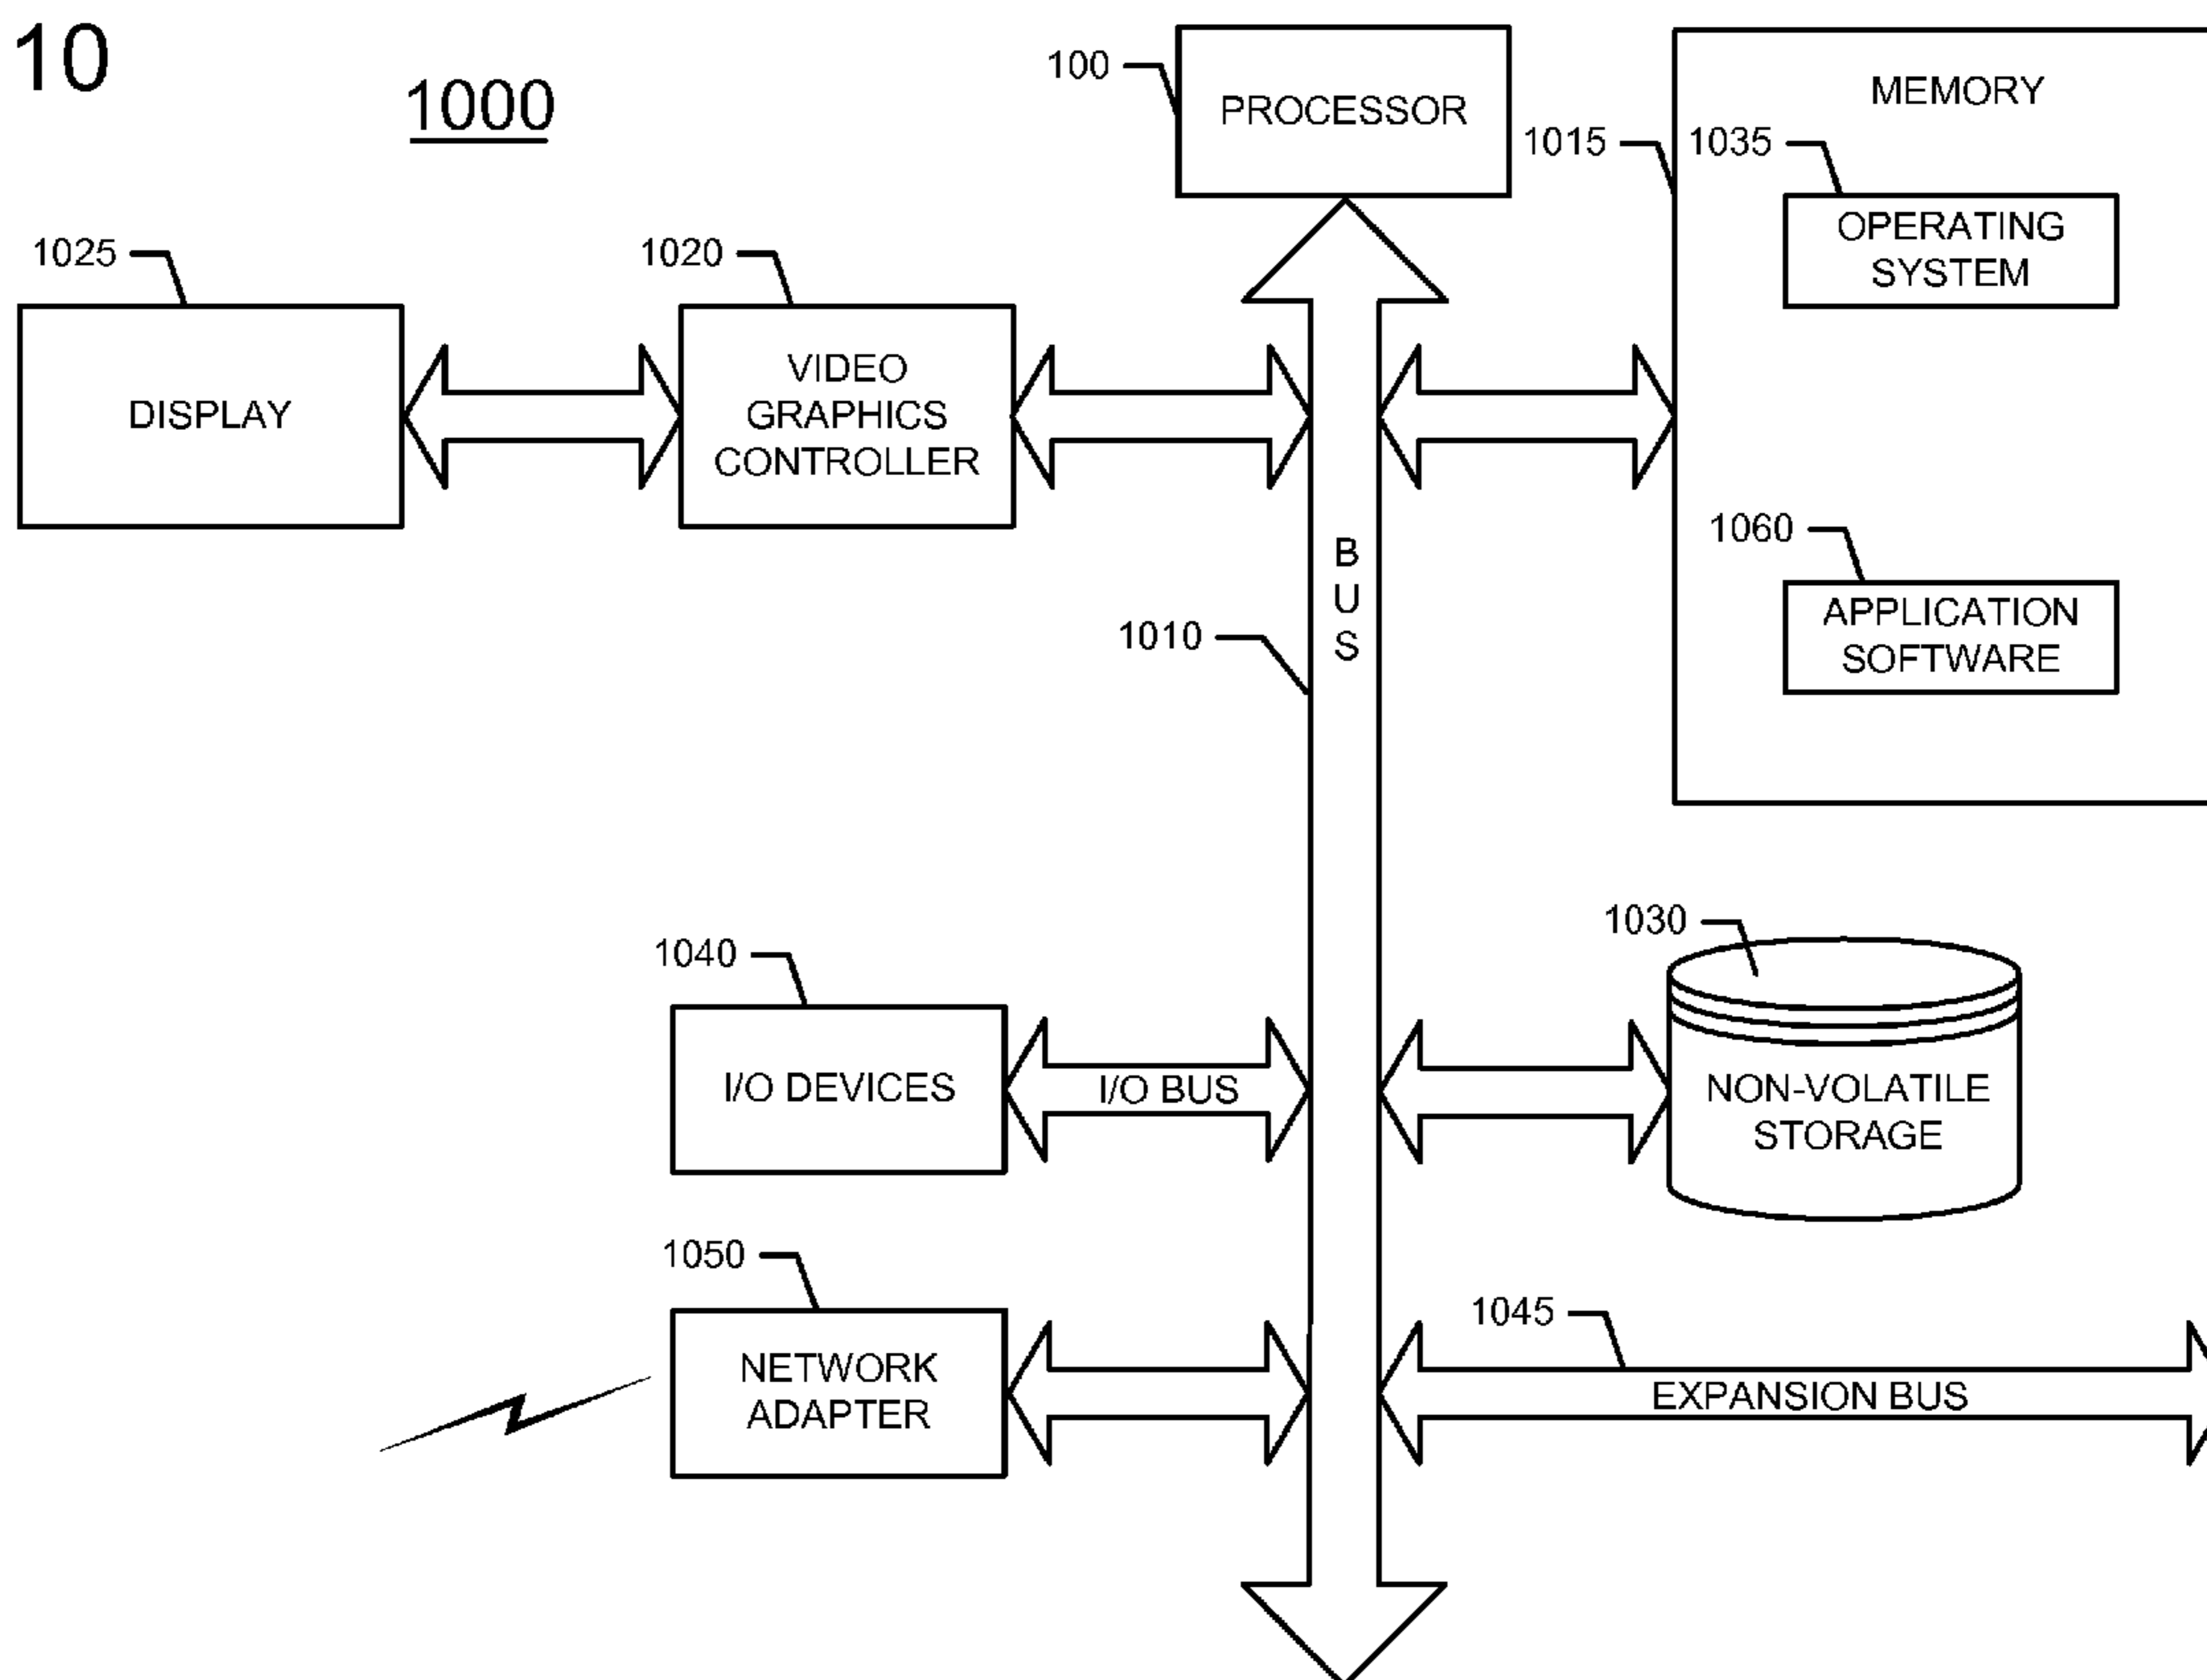 10
1000
100
PROCESSOR
MEMORY
1015
1035
OPERATING
SYSTEM
1025
DISPLAY
1020
VIDEO
GRAPHICS
CONTROLLER
B
U
S
1010
1060
APPLICATION
SOFTWARE
1040
I/O DEVICES
I/O BUS
1030
NON-VOLATILE
STORAGE
1050
NETWORK
ADAPTER
1045
EXPANSION BUS